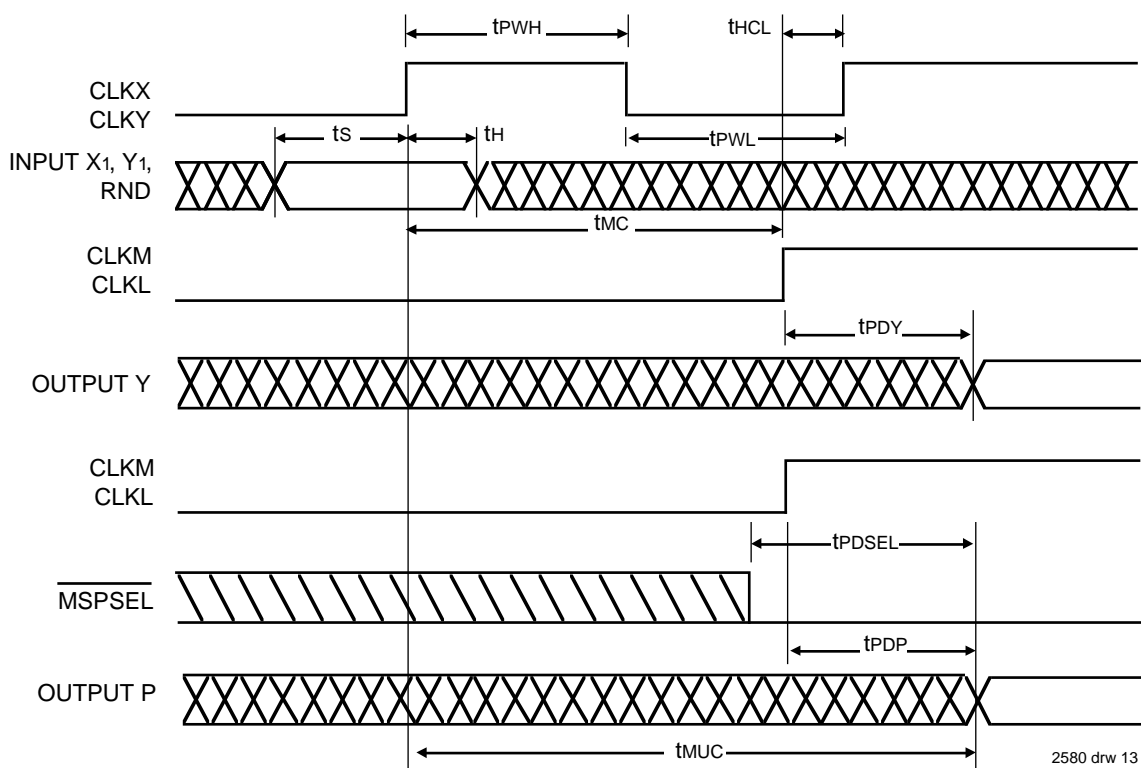 tPWH
tHCL
CLKX
CLKY
tS
tH
tPWL
INPUT X1, Y1,
RND
tMC
CLKM
CLKL
tPDY
OUTPUT Y
CLKM
CLKL
tPDSEL
MSPSEL
tPDP
OUTPUT P
tMUC
2580 drw 13